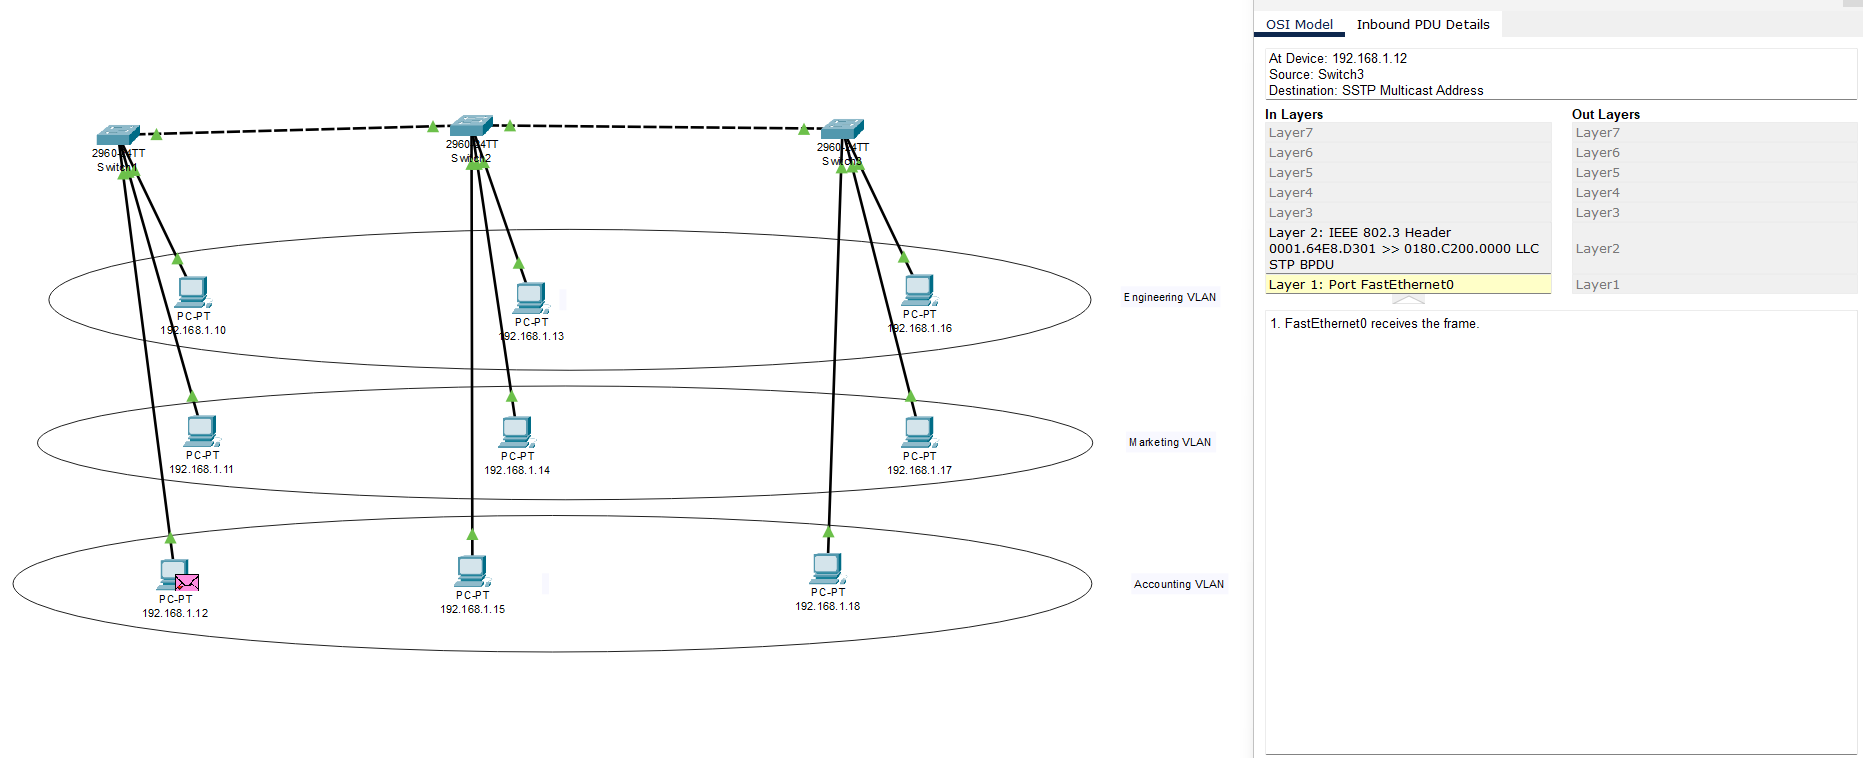 OSI Model
Inbound PDU Details
At Device: 192.168.1.12
Source: Switch3
Destination: SSTP Multicast Address
In Layers
Out Layers
Layer7
Layer7
Layer6
Layer6
Layer5
Layer5
Layer4
Layer4
Layer3
Layer3
Layer 2: IEEE 802.3 Header
0001.64E8.D301 >> 0180.C200.0000 LLC
STP BPDU
Layer2
Layer 1: Port FastEthernet0
Layer1
1. FastEthernet0 receives the frame.
2960-24TT
Switch1
2960-24TT
Switch2
2960-24TT
Switch3
PC-PT
192.168.1.10
PC-PT
192.168.1.13
PC-PT
192.168.1.16
Engineering VLAN
PC-PT
192.168.1.11
PC-PT
192.168.1.14
PC-PT
192.168.1.17
Marketing VLAN
PC-PT
192.168.1.12
PC-PT
192.168.1.15
PC-PT
192.168.1.18
Accounting VLAN